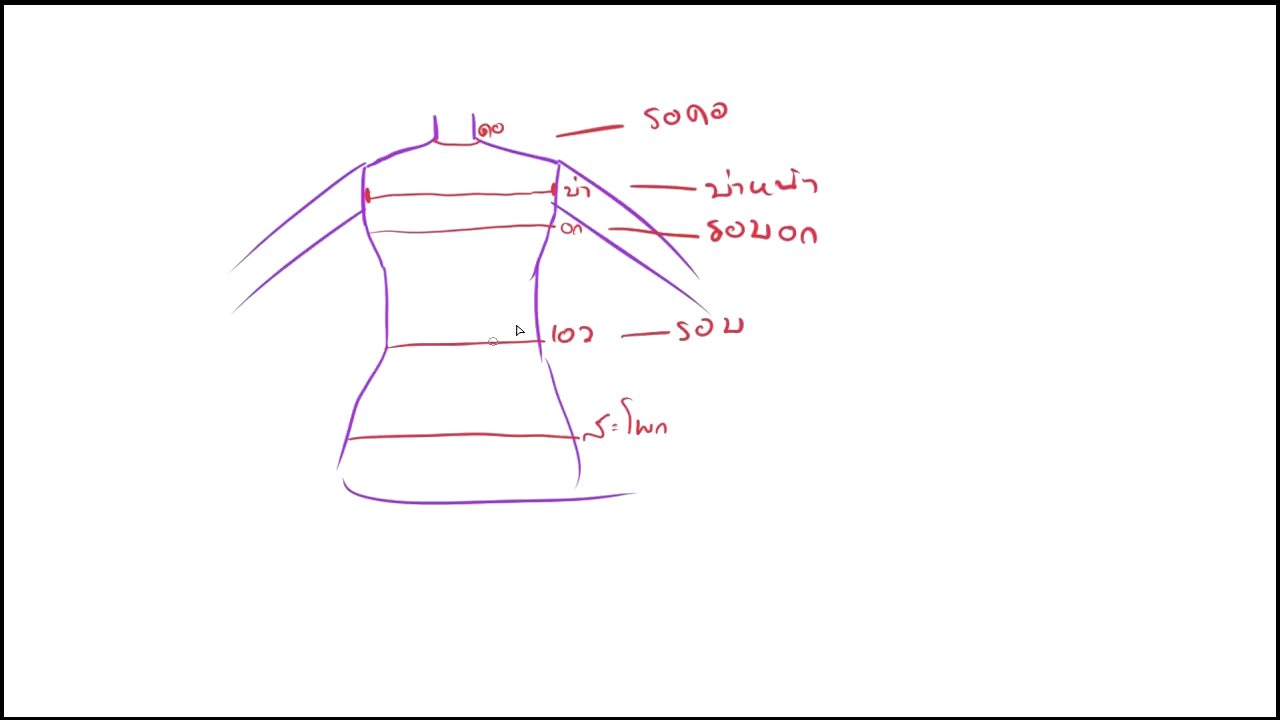 คอ รอคอ
บ่า บ่าหน้า
อก รอบอก
เอว รอบ
สะโพก